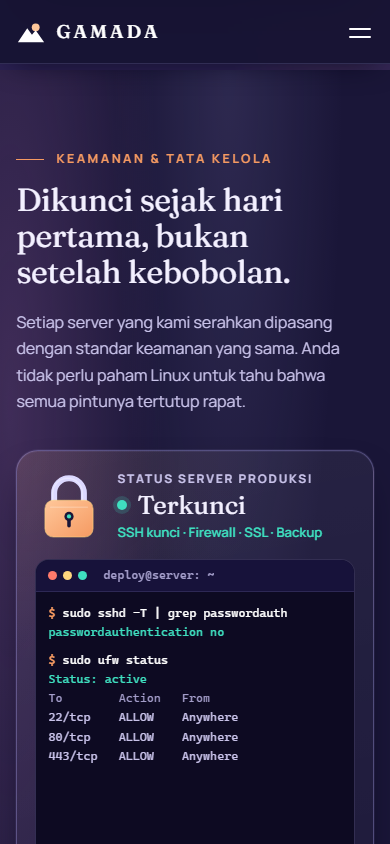 GAMADA
KEAMANAN & TATA KELOLA
Dikunci sejak hari
pertama, bukan
setelah kebobolan.
Setiap server yang kami serahkan dipasang
dengan standar keamanan yang sama. Anda
tidak perlu paham Linux untuk tahu bahwa
semua pintunya tertutup rapat.
STATUS SERVER PRODUKSI
Terkunci
SSH kunci · Firewall · SSL · Backup
deploy@server: ~
$ sudo sshd -T | grep passwordauth
passwordauthentication no
$ sudo ufw status
Status: active
To Action From
22/tcp ALLOW Anywhere
80/tcp ALLOW Anywhere
443/tcp ALLOW Anywhere